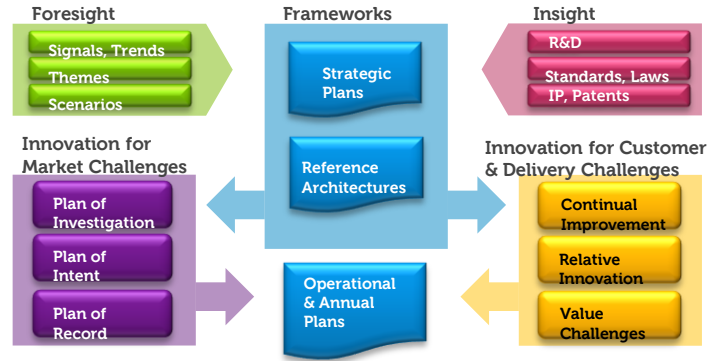 Foresight
Signals, Trends
Themes
Scenarios
Frameworks
Strategic
Plans
Reference
Architectures
Insight
R&D
Standards, Laws
IP, Patents
Innovation for
Market Challenges
Plan of
Investigation
Plan of
Intent
Plan of
Record
Operational
& Annual
Plans
Innovation for Customer
& Delivery Challenges
Continual
Improvement
Relative
Innovation
Value
Challenges